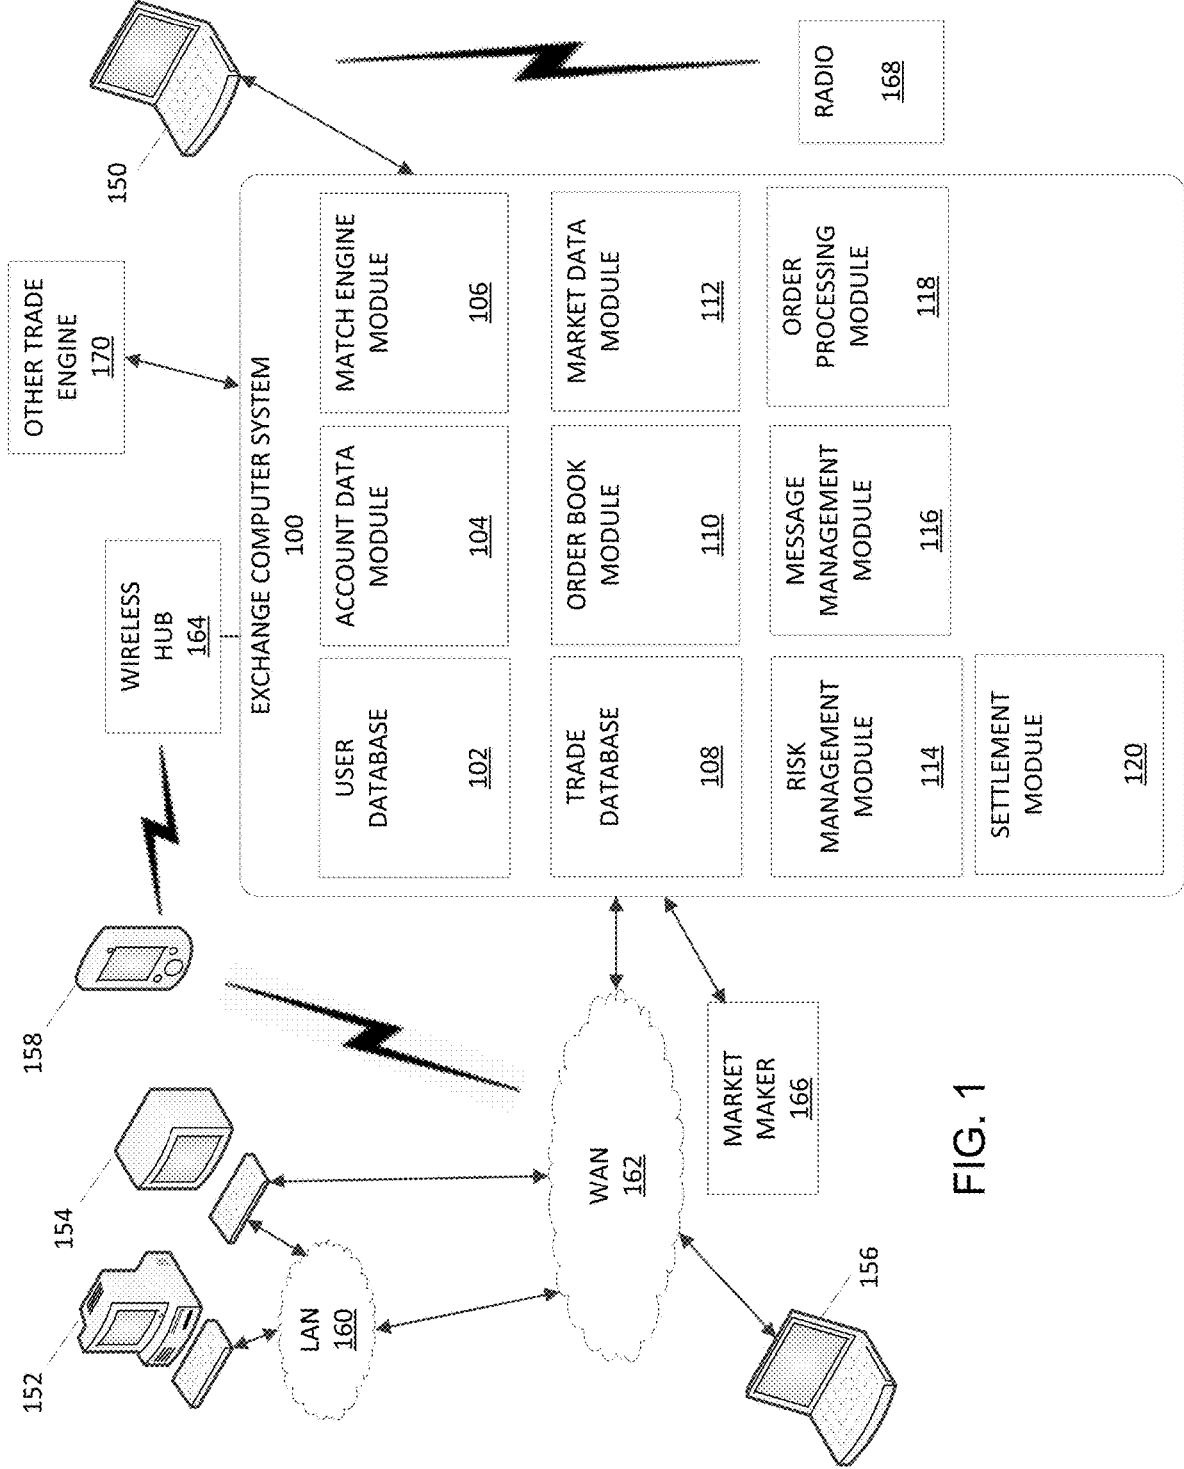 152
154
158
LAN
160
WAN
162
156
MARKET
MAKER
166
WIRELESS
HUB
164
OTHER TRADE
ENGINE
170
150
RADIO
168
EXCHANGE COMPUTER SYSTEM
100
USER
DATABASE
102
ACCOUNT DATA
MODULE
104
MATCH ENGINE
MODULE
106
TRADE
DATABASE
108
ORDER BOOK
MODULE
110
MARKET DATA
MODULE
112
RISK
MANAGEMENT
MODULE
114
MESSAGE
MANAGEMENT
MODULE
116
ORDER
PROCESSING
MODULE
118
SETTLEMENT
MODULE
120
FIG. 1